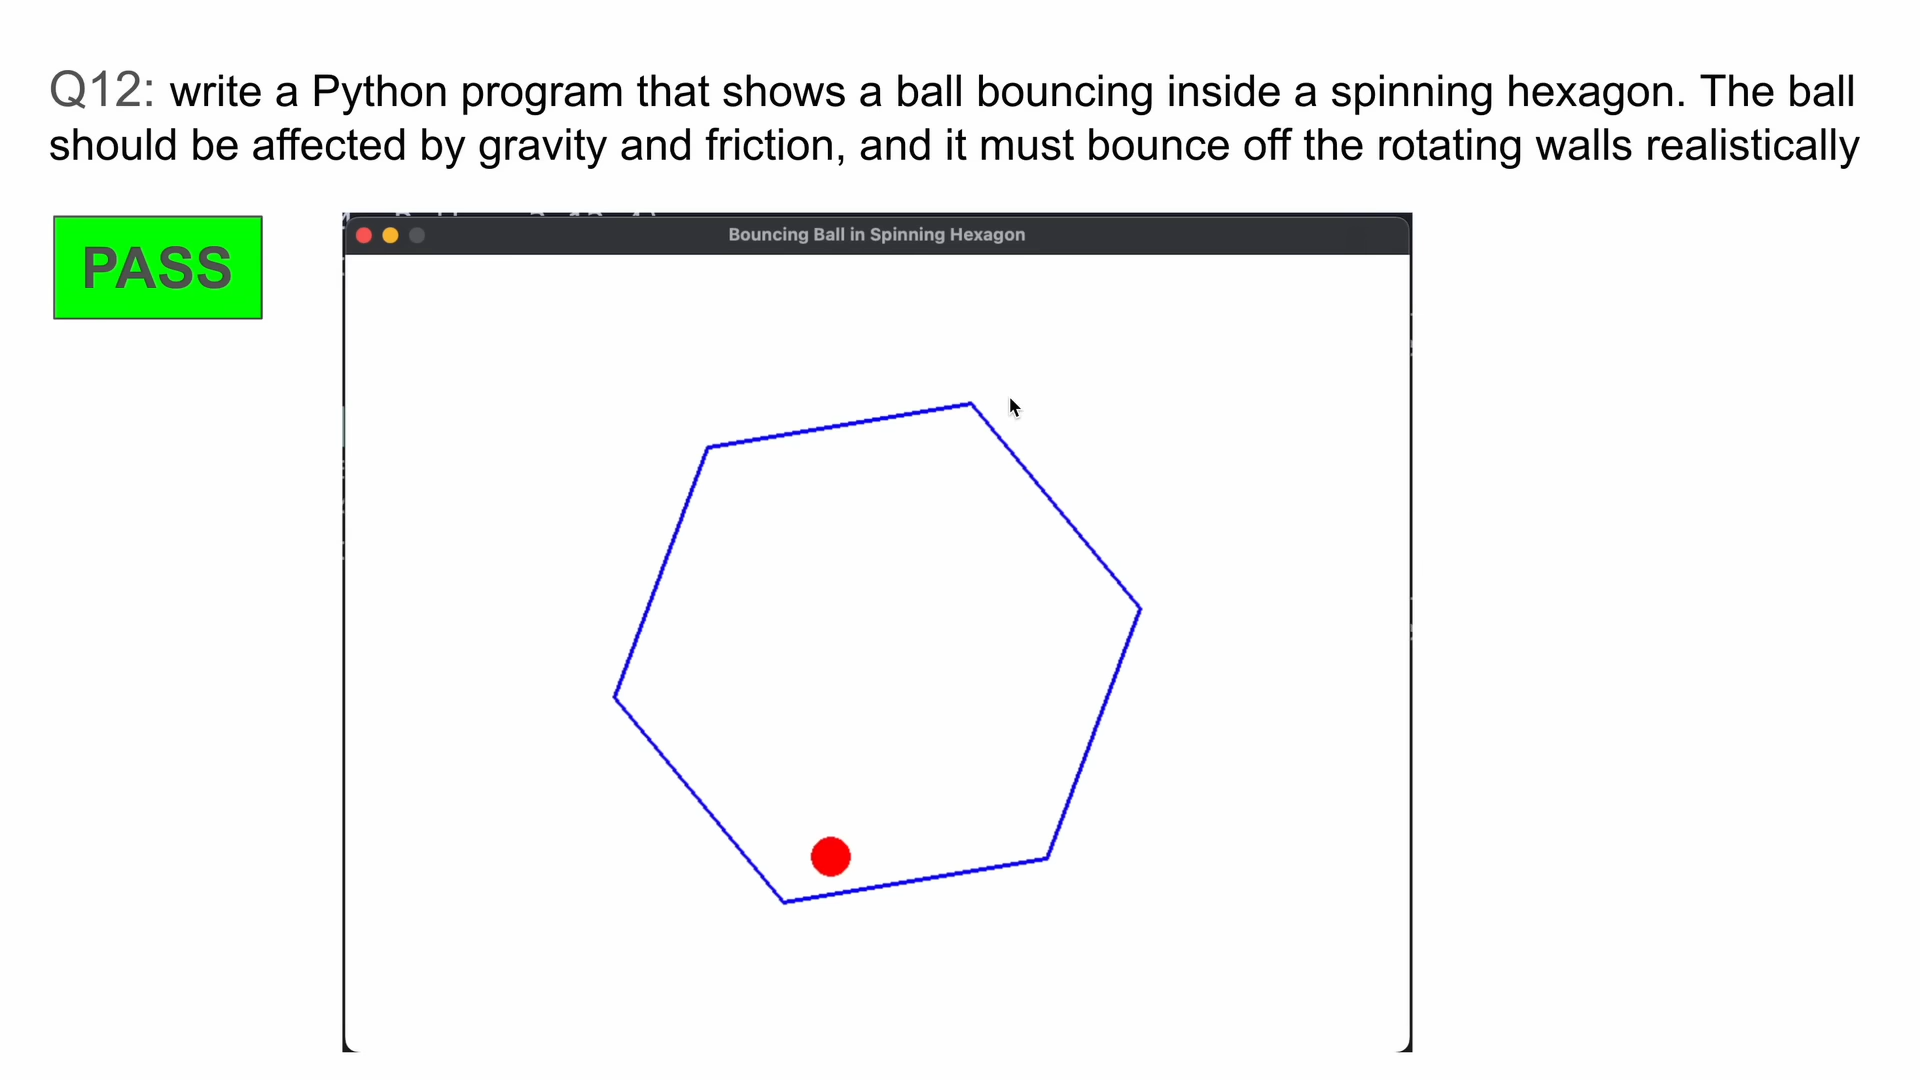 Q12: write a Python program that shows a ball bouncing inside a spinning hexagon. The ball
should be affected by gravity and friction, and it must bounce off the rotating walls realistically
PASS
Bouncing Ball in Spinning Hexagon